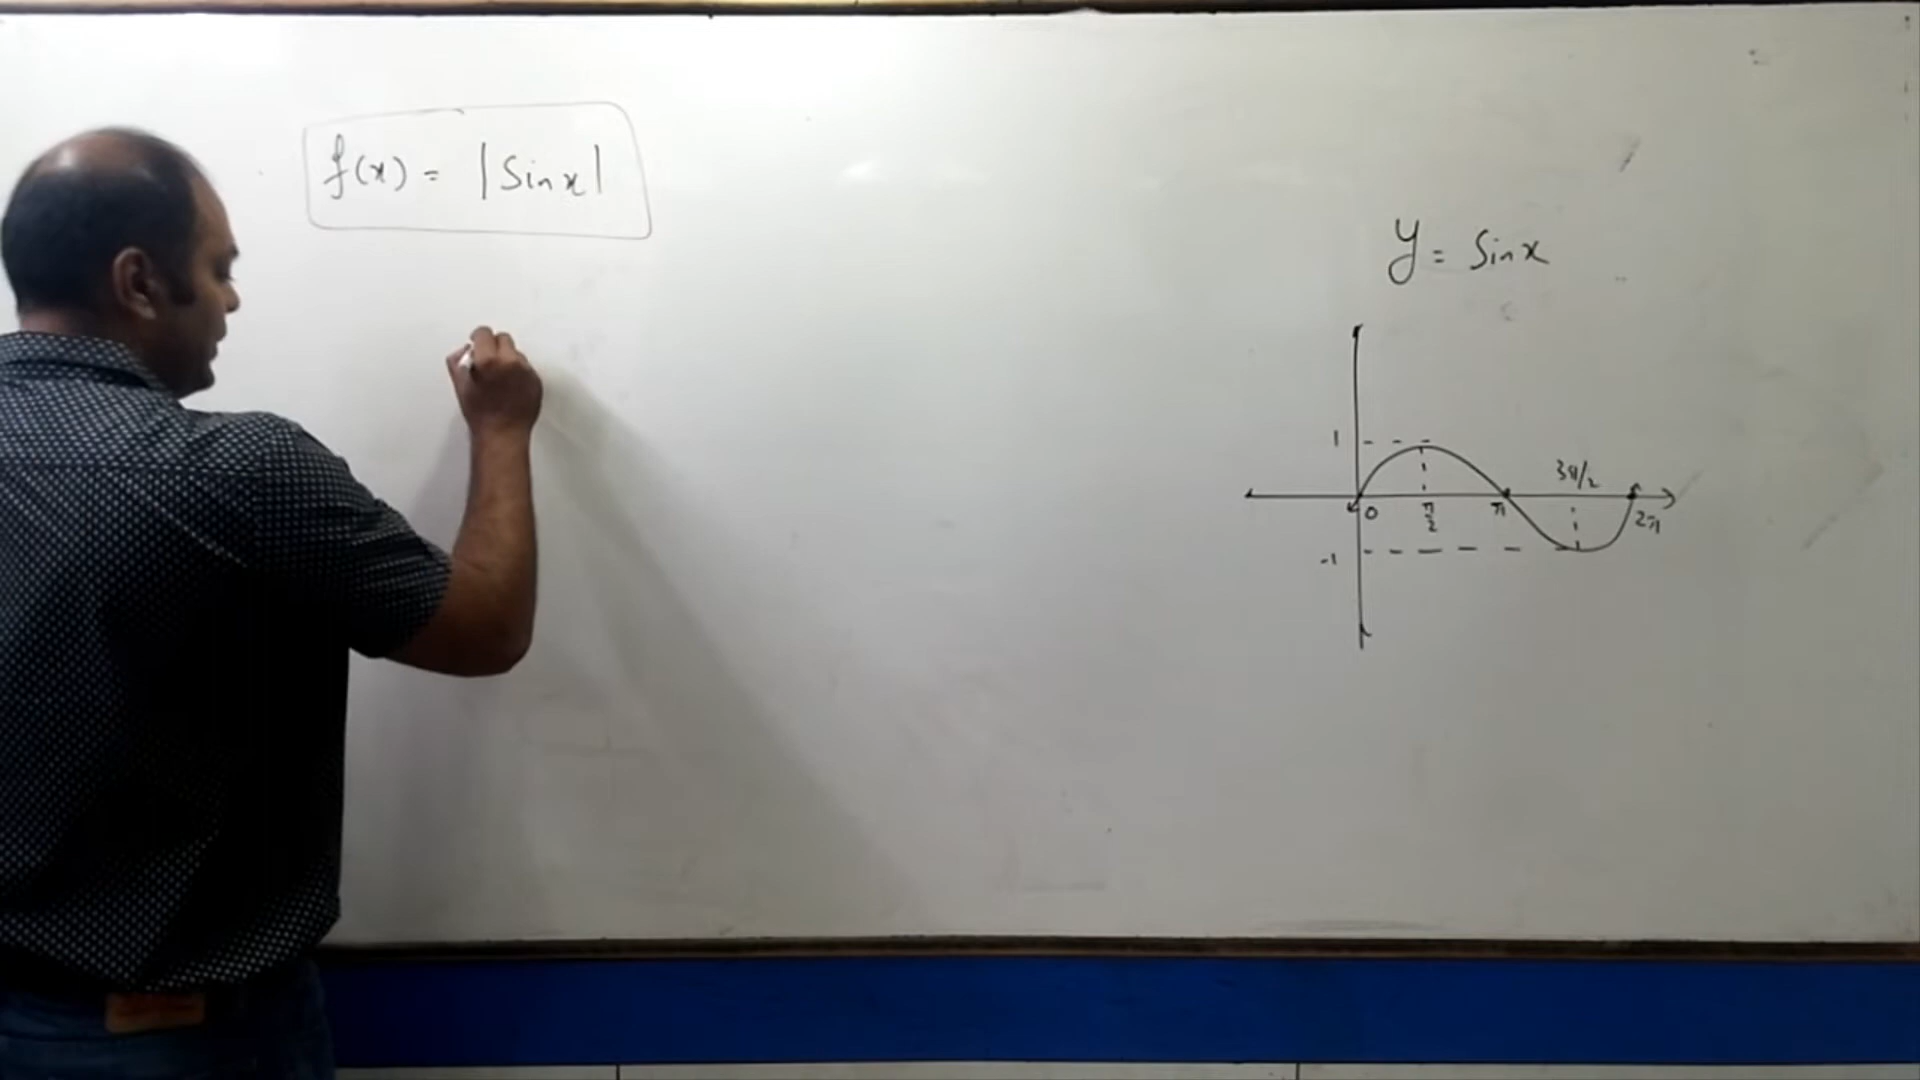 f(x) = |Sinx|
y = Sinx
1
3π/2
0 π/2 π 2π
-1